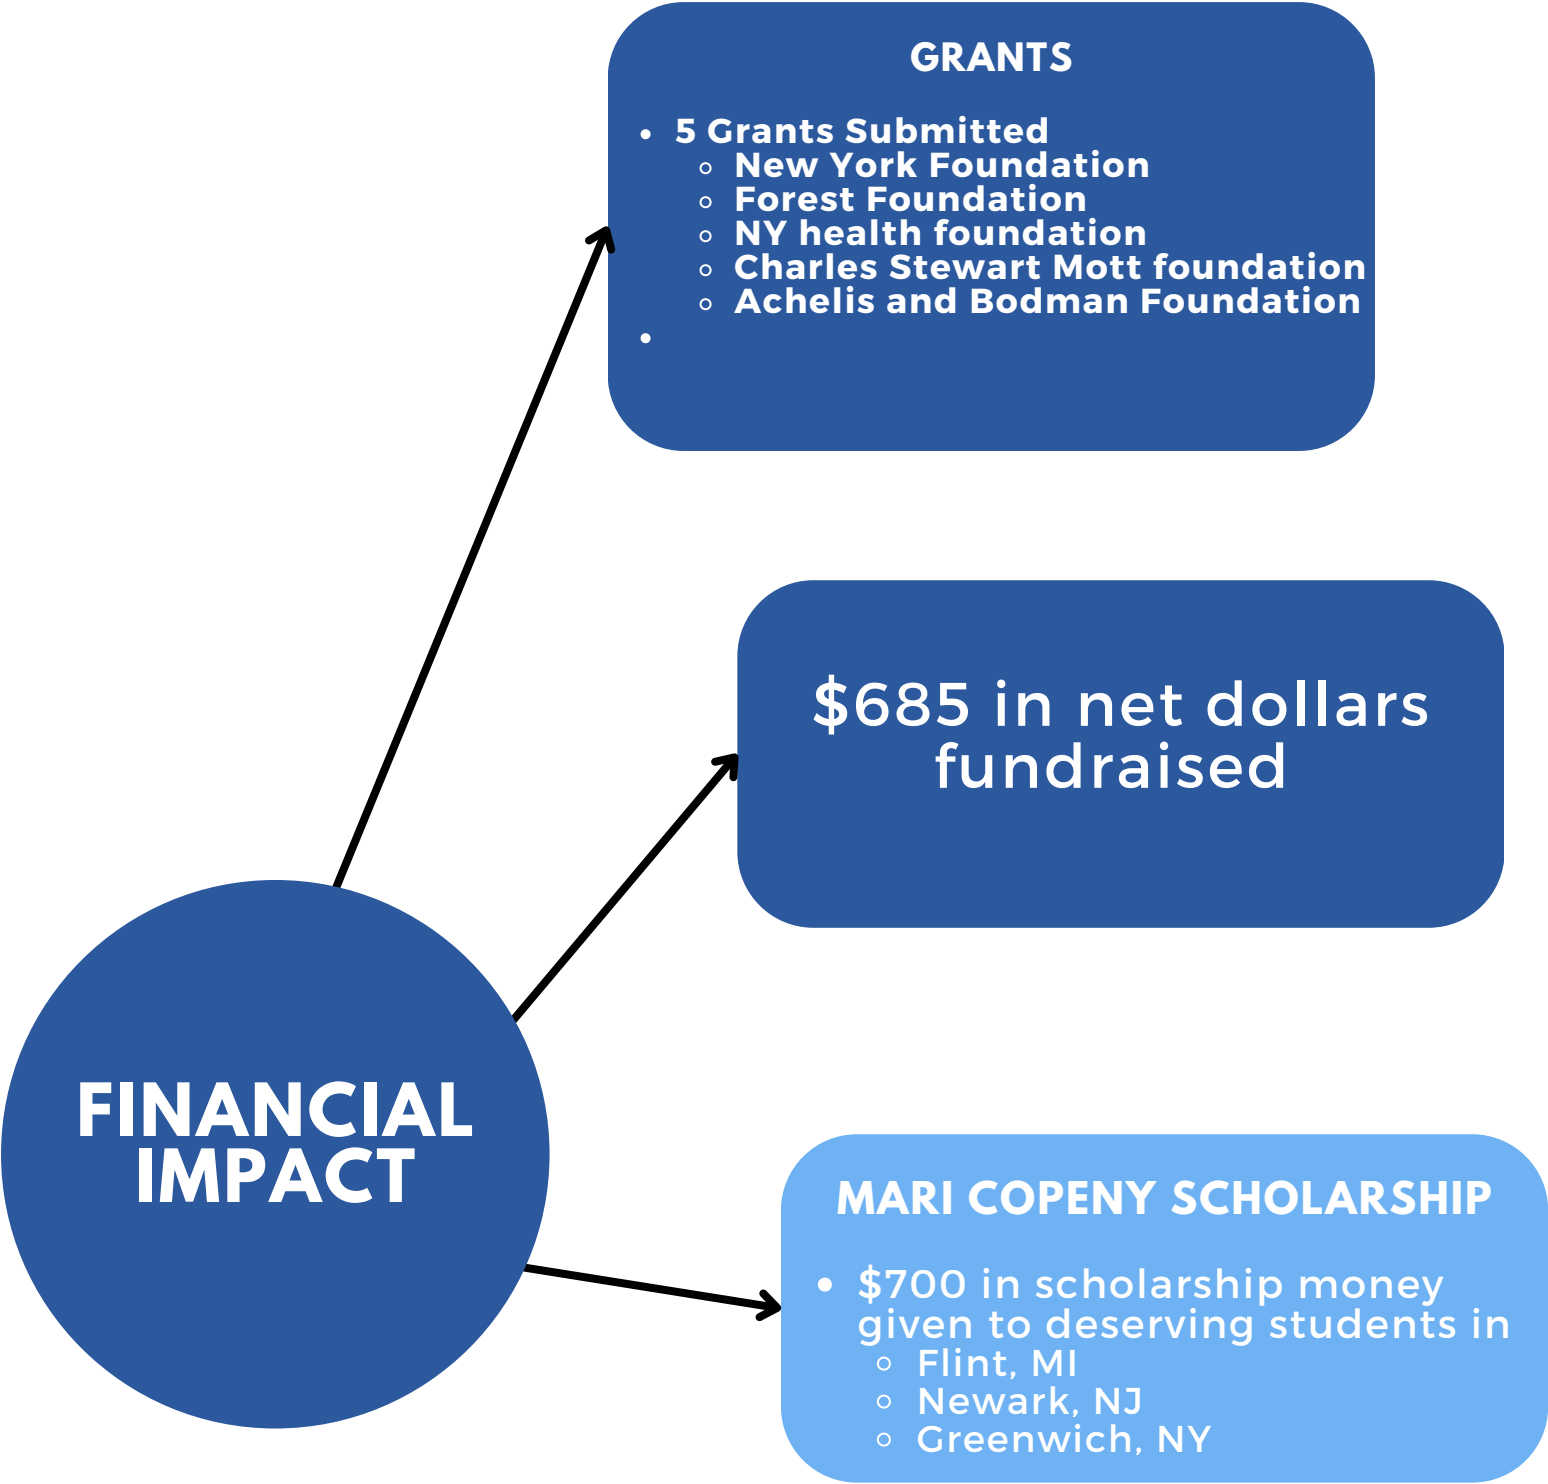 GRANTS
• 5 Grants Submitted
◦ New York Foundation
◦ Forest Foundation
◦ NY health foundation
◦ Charles Stewart Mott foundation
◦ Achelis and Bodman Foundation
•
$685 in net dollars
fundraised
FINANCIAL
IMPACT
MARI COPENY SCHOLARSHIP
• $700 in scholarship money
given to deserving students in
◦ Flint, MI
◦ Newark, NJ
◦ Greenwich, NY